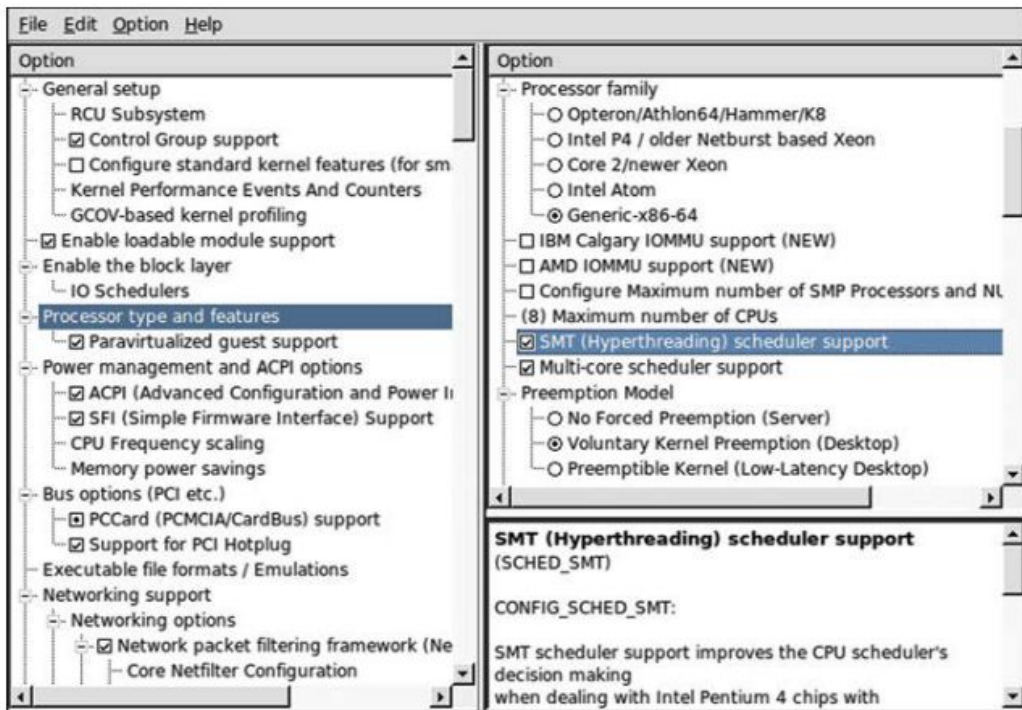 File Edit Option Help
Option
General setup
RCU Subsystem
Control Group support
Configure standard kernel features (for sm
Kernel Performance Events And Counters
GCOV-based kernel profiling
Enable loadable module support
Enable the block layer
IO Schedulers
Processor type and features
Paravirtualized guest support
Power management and ACPI options
ACPI (Advanced Configuration and Power I
SFI (Simple Firmware Interface) Support
CPU Frequency scaling
Memory power savings
Bus options (PCI etc.)
PCCard (PCMCIA/CardBus) support
Support for PCI Hotplug
Executable file formats / Emulations
Networking support
Networking options
Network packet filtering framework (Ne
Core Netfilter Configuration
Option
Processor family
Opteron/Athlon64/Hammer/K8
Intel P4 / older Netburst based Xeon
Core 2/newer Xeon
Intel Atom
Generic-x86-64
IBM Calgary IOMMU support (NEW)
AMD IOMMU support (NEW)
Configure Maximum number of SMP Processors and NU
(8) Maximum number of CPUs
SMT (Hyperthreading) scheduler support
Multi-core scheduler support
Preemption Model
No Forced Preemption (Server)
Voluntary Kernel Preemption (Desktop)
Preemptible Kernel (Low-Latency Desktop)
SMT (Hyperthreading) scheduler support
(SCHED_SMT)
CONFIG_SCHED_SMT:
SMT scheduler support improves the CPU scheduler's
decision making
when dealing with Intel Pentium 4 chips with